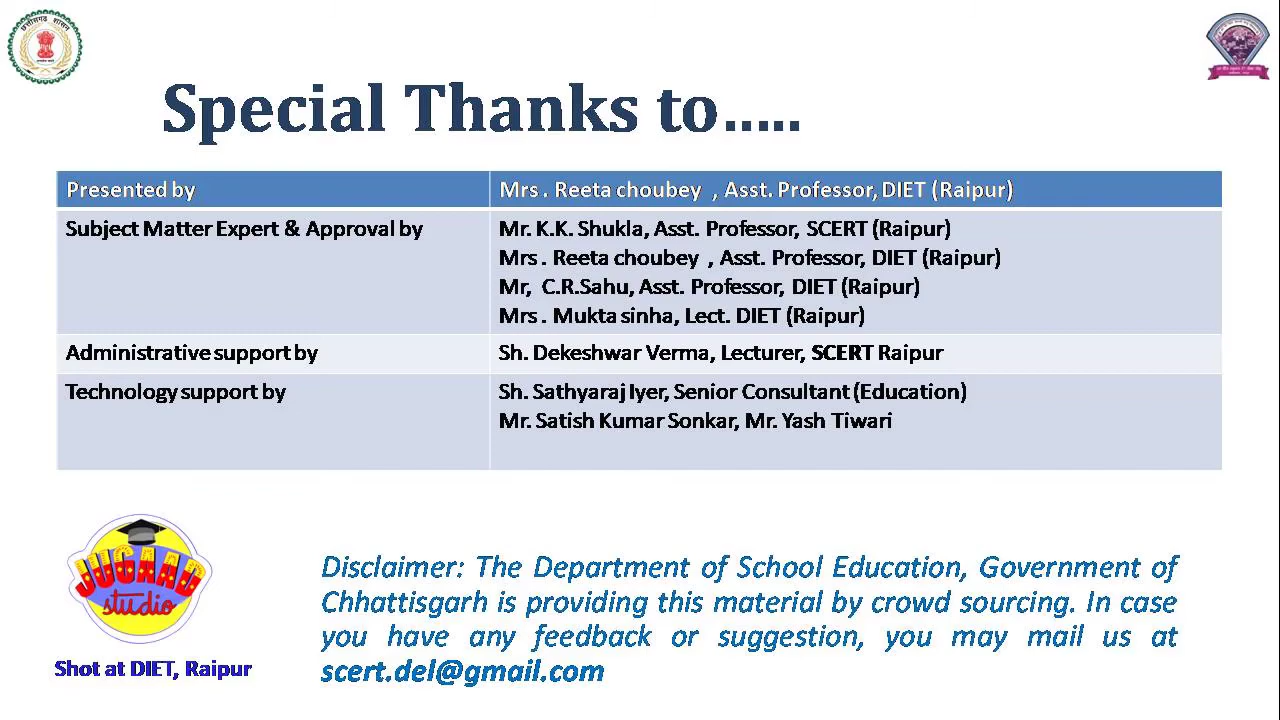 छत्तीसगढ़ शासन
Special Thanks to.....
Presented by
Mrs . Reeta choubey , Asst. Professor, DIET (Raipur)
Subject Matter Expert & Approval by
Mr. K.K. Shukla, Asst. Professor, SCERT (Raipur)
Mrs . Reeta choubey , Asst. Professor, DIET (Raipur)
Mr, C.R.Sahu, Asst. Professor, DIET (Raipur)
Mrs . Mukta sinha, Lect. DIET (Raipur)
Administrative support by
Sh. Dekeshwar Verma, Lecturer, SCERT Raipur
Technology support by
Sh. Sathyaraj Iyer, Senior Consultant (Education)
Mr. Satish Kumar Sonkar, Mr. Yash Tiwari
JUGAAD
studio
Shot at DIET, Raipur
Disclaimer: The Department of School Education, Government of
Chhattisgarh is providing this material by crowd sourcing. In case
you have any feedback or suggestion, you may mail us at
scert.del@gmail.com